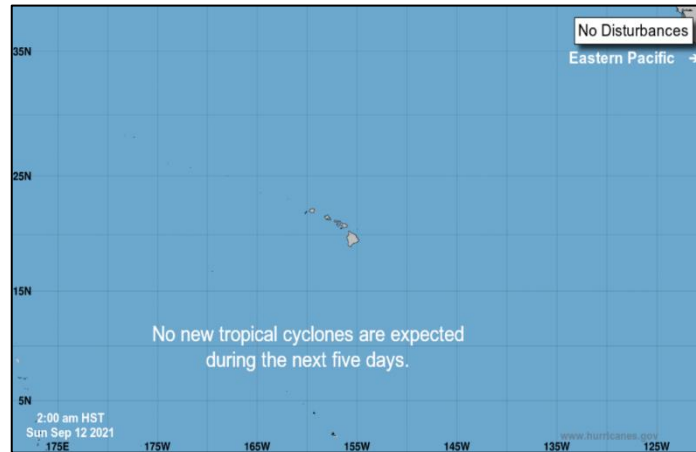 No Disturbances
Eastern Pacific →
35N
25N
15N
No new tropical cyclones are expected
during the next five days.
5N
2:00 am HST
Sun Sep 12 2021
www.hurricanes.gov
175E
175W
165W
155W
145W
135W
125W